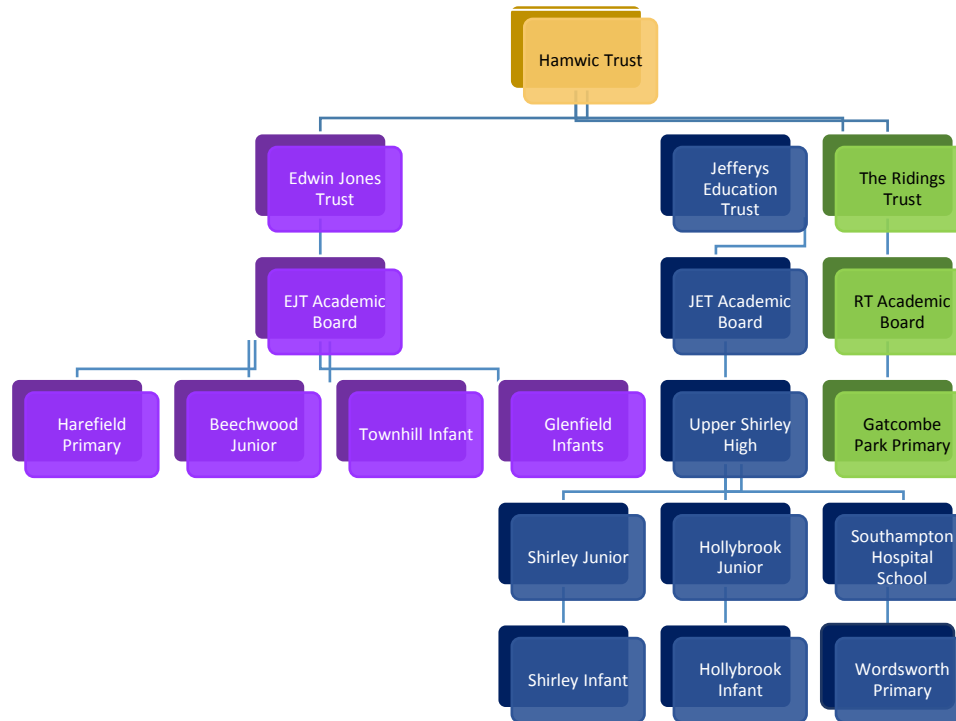 Hamwic Trust
Edwin Jones
Trust
Jefferys
Education
Trust
The Ridings
Trust
EJT Academic
Board
JET Academic
Board
RT Academic
Board
Harefield
Primary
Beechwood
Junior
Townhill Infant
Glenfield
Infants
Upper Shirley
High
Gatcombe
Park Primary
Shirley Junior
Hollybrook
Junior
Southampton
Hospital
School
Shirley Infant
Hollybrook
Infant
Wordsworth
Primary